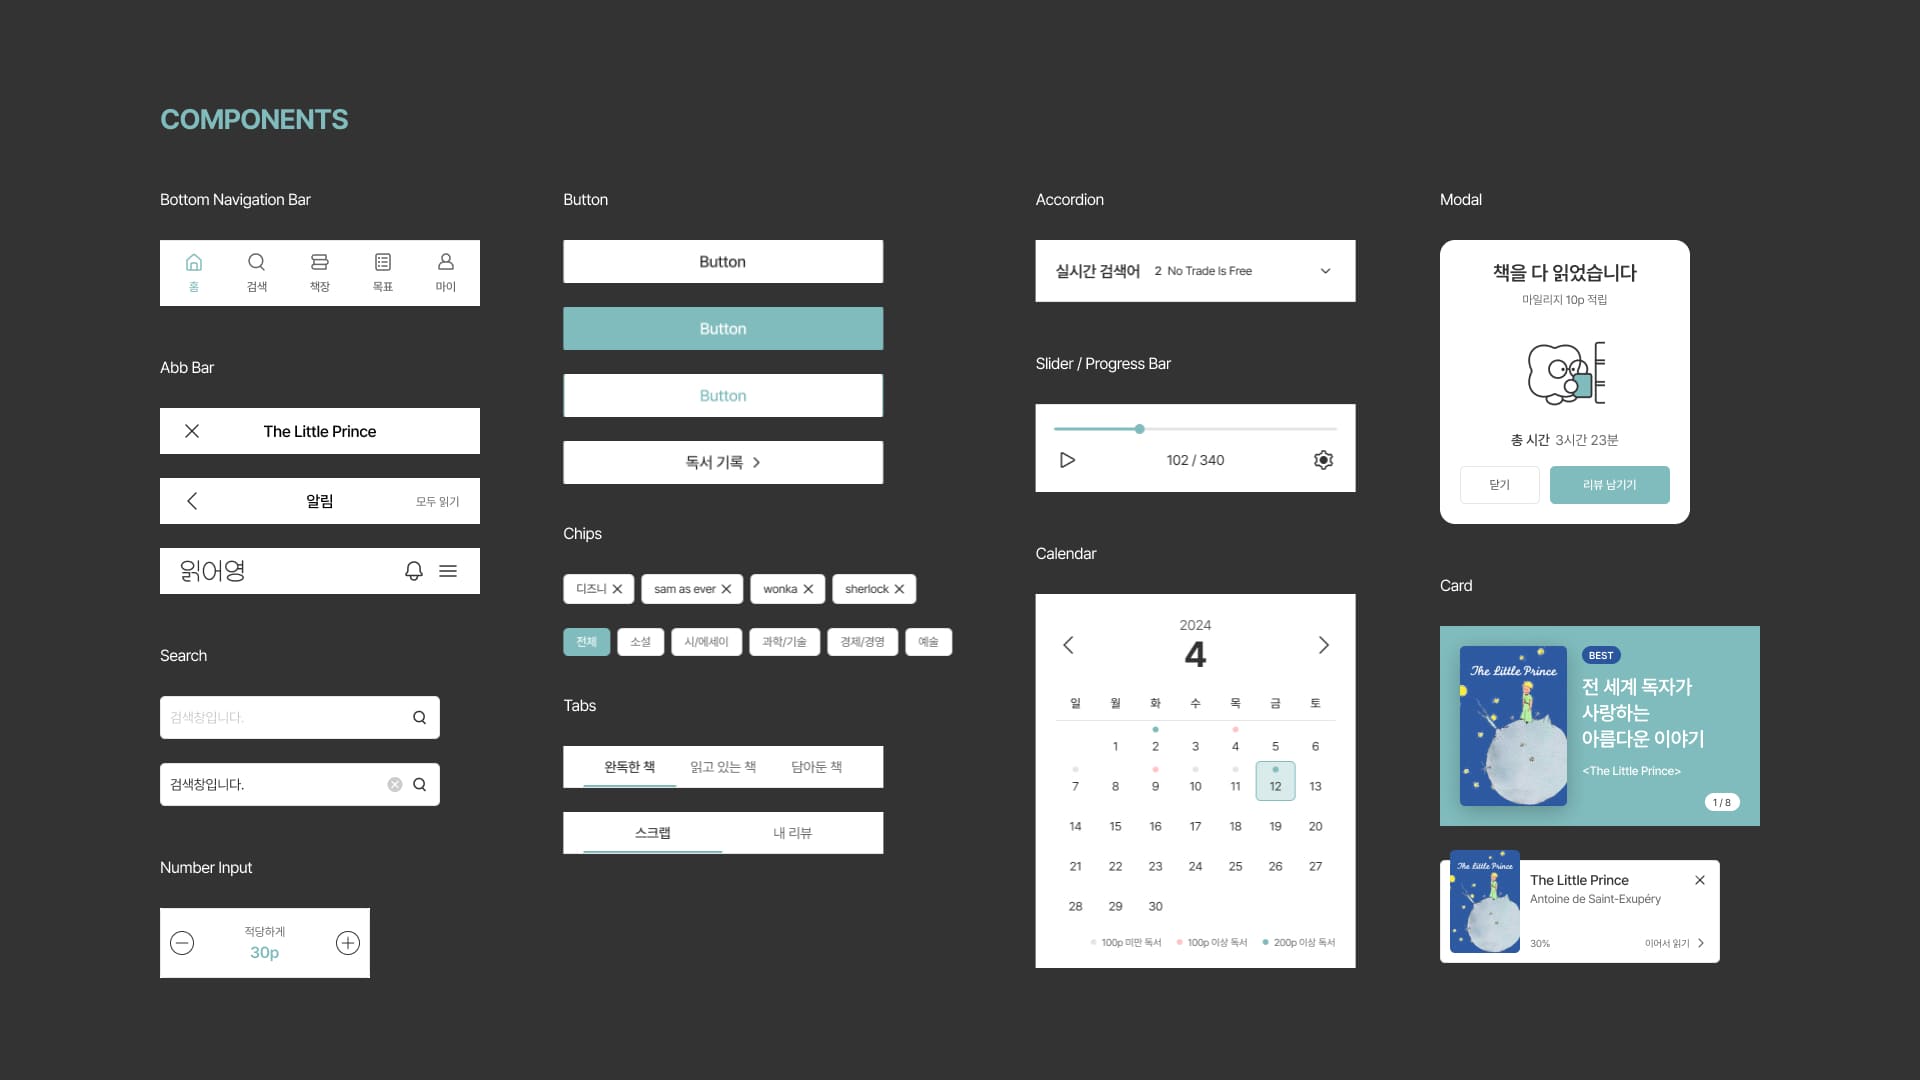 COMPONENTS
Bottom Navigation Bar
홈 검색 책장 목표 마이
Abb Bar
The Little Prince
알림 모두 읽기
읽어영
Search
검색창입니다.
검색창입니다.
Number Input
적당하게
30p
Button
Button
Button
Button
독서 기록
Chips
디즈니 sam as ever wonka sherlock
전체 소설 시/에세이 과학/기술 경제/경영 예술
Tabs
완독한 책 읽고 있는 책 담아둔 책
스크랩 내 리뷰
Accordion
실시간 검색어 2 No Trade Is Free
Slider / Progress Bar
102 / 340
Calendar
2024
4
일 월 화 수 목 금 토
1 2 3 4 5 6
7 8 9 10 11 12 13
14 15 16 17 18 19 20
21 22 23 24 25 26 27
28 29 30
100p 미만 독서 100p 이상 독서 200p 이상 독서
Modal
책을 다 읽었습니다
마일리지 10p 적립
총 시간 3시간 23분
닫기 리뷰 남기기
Card
The Little Prince
BEST
전 세계 독자가
사랑하는
아름다운 이야기
<The Little Prince>
1 / 8
The Little Prince
The Little Prince
Antoine de Saint-Exupéry
30% 이어서 읽기